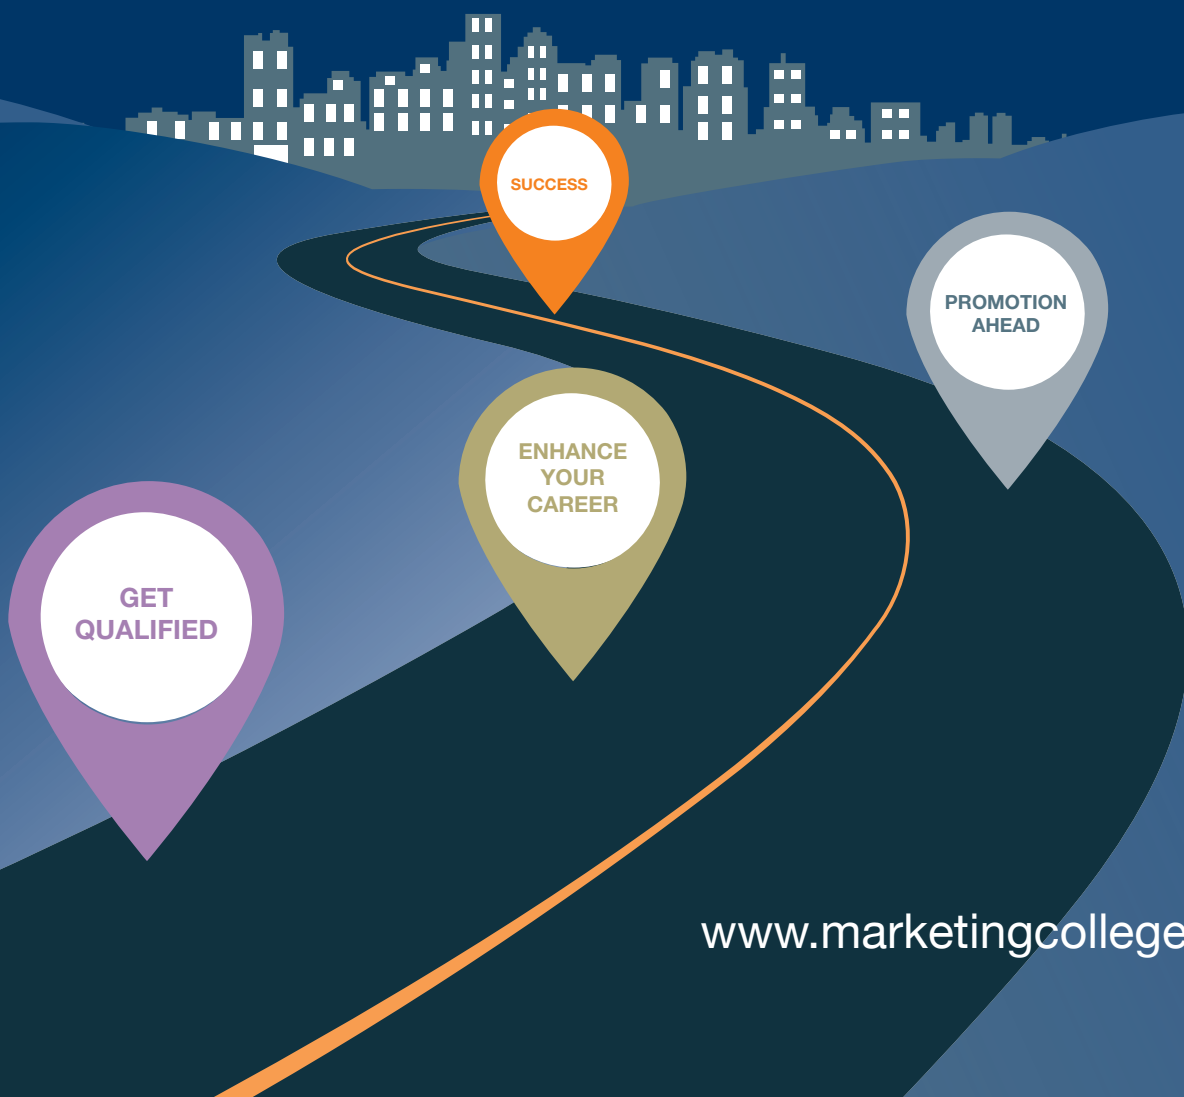 SUCCESS
PROMOTION
AHEAD
ENHANCE
YOUR
CAREER
GET
QUALIFIED
www.marketingcollege